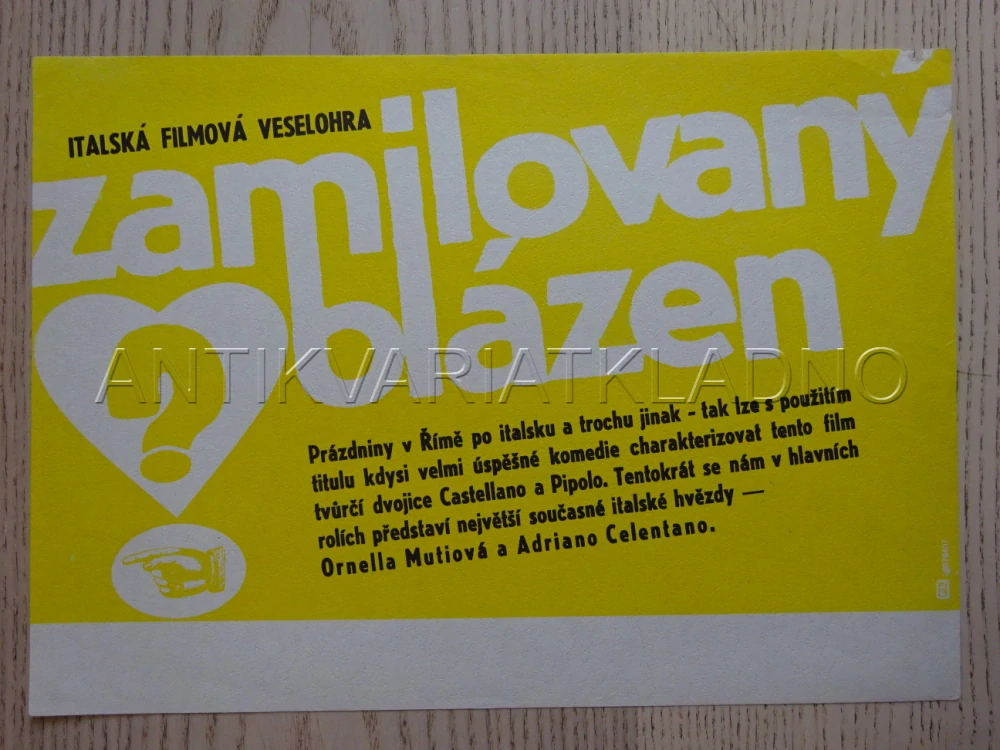 ITALSKÁ FILMOVÁ VESELOHRA
zamilovaný
blázen
?
ANTIKVARIATKLADNO
Prázdniny v Římě po italsku a trochu jinak - tak lze s použitím
titulu kdysi velmi úspěšné komedie charakterizovat tento film
tvůrčí dvojice Castellano a Pipolo. Tentokrát se nám v hlavních
rolích představí největší současné italské hvězdy —
Ornella Mutiová a Adriano Celentano.